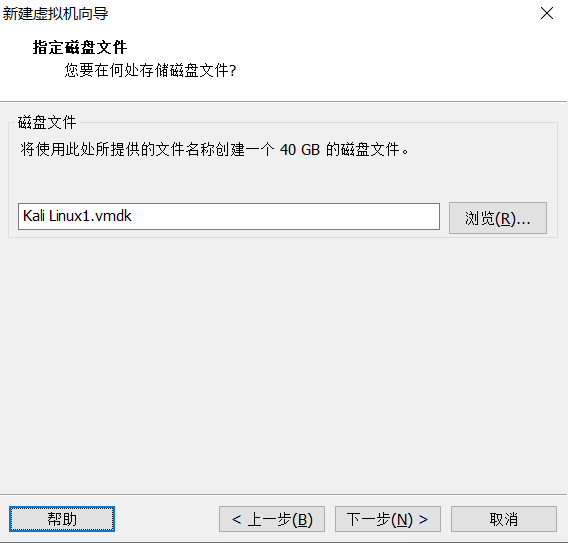 新建虚拟机向导
指定磁盘文件
您要在何处存储磁盘文件?
磁盘文件
将使用此处所提供的文件名称创建一个 40 GB 的磁盘文件。
Kali Linux1.vmdk
浏览(R)...
帮助
< 上一步(B)
下一步(N) >
取消